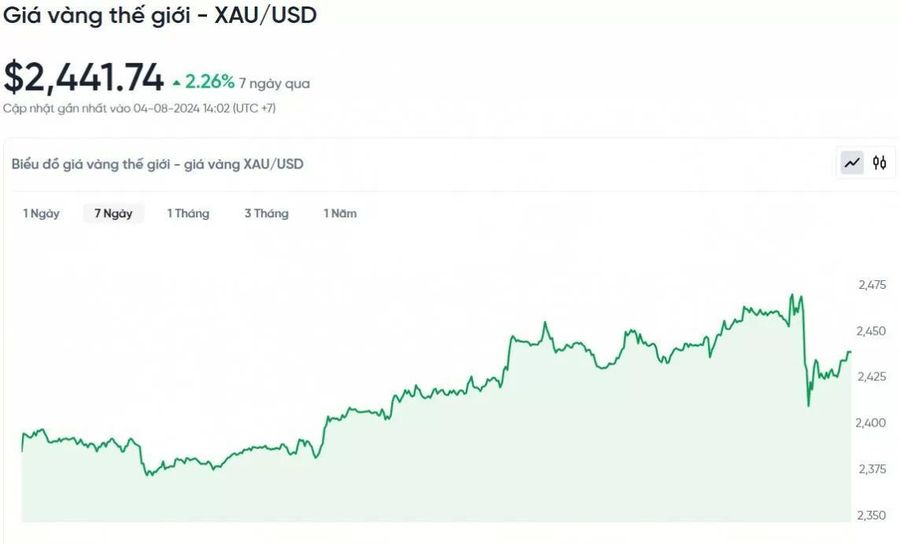 Giá vàng thế giới - XAU/USD
$2,441.74 2.26% 7 ngày qua
Cập nhật gần nhất vào 04-08-2024 14:02 (UTC +7)
Biểu đồ giá vàng thế giới - giá vàng XAU/USD
1 Ngày 7 Ngày 1 Tháng 3 Tháng 1 Năm
2,475
2,450
2,425
2,400
2,375
2,350